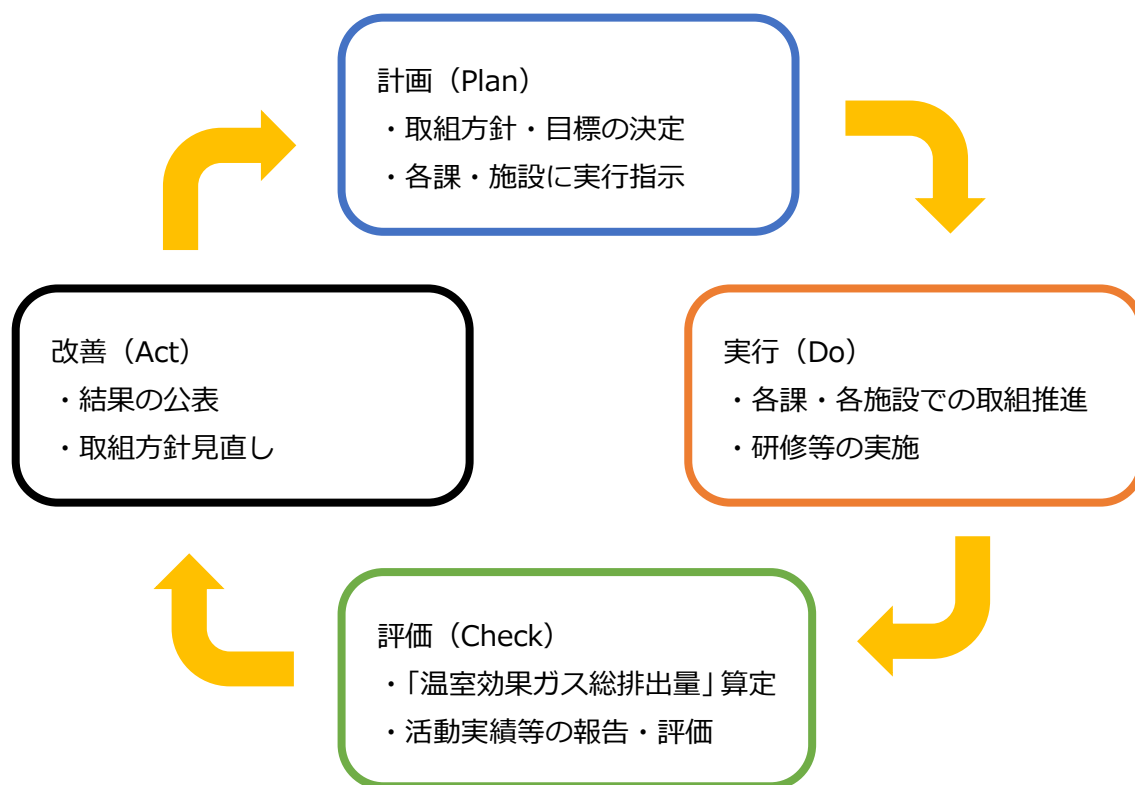 計画（Plan）
・取組方針・目標の決定
・各課・施設に実行指示
改善（Act）
・結果の公表
・取組方針見直し
実行（Do）
・各課・各施設での取組推進
・研修等の実施
評価（Check）
・「温室効果ガス総排出量」算定
・活動実績等の報告・評価